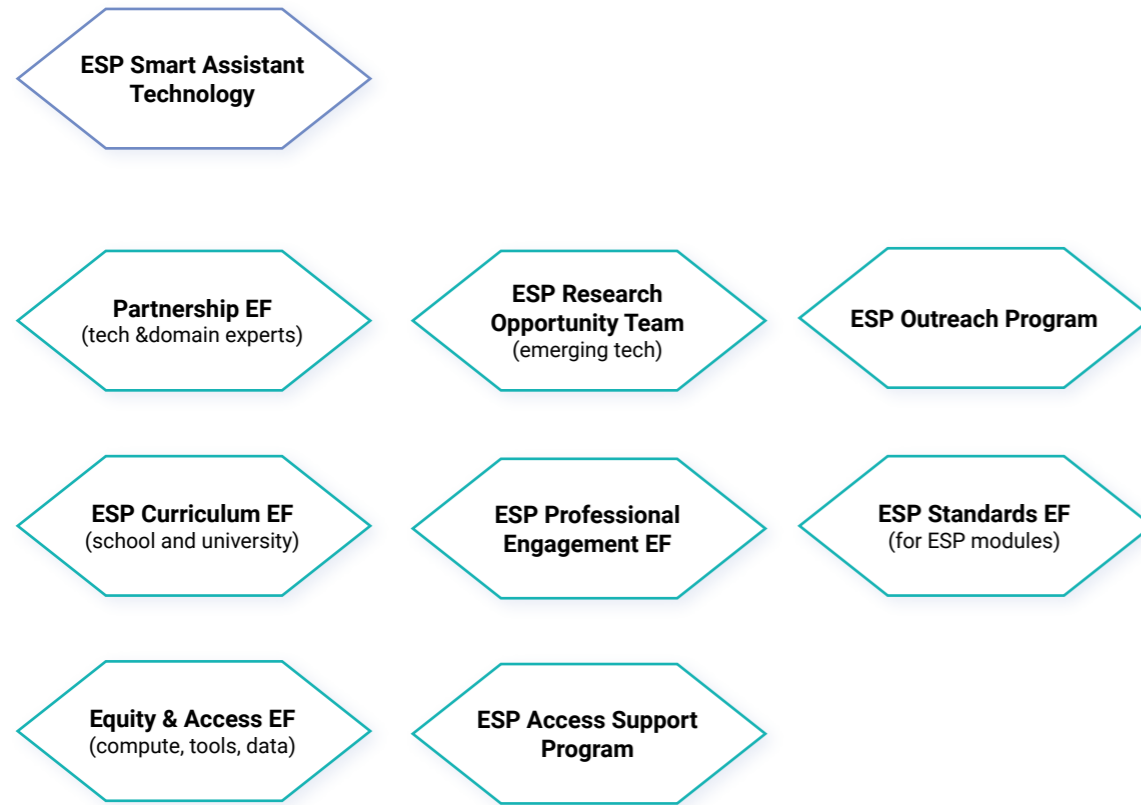 ESP Smart Assistant
Technology
Partnership EF
(tech &domain experts)
ESP Research
Opportunity Team
(emerging tech)
ESP Outreach Program
ESP Curriculum EF
(school and university)
ESP Professional
Engagement EF
ESP Standards EF
(for ESP modules)
Equity & Access EF
(compute, tools, data)
ESP Access Support
Program